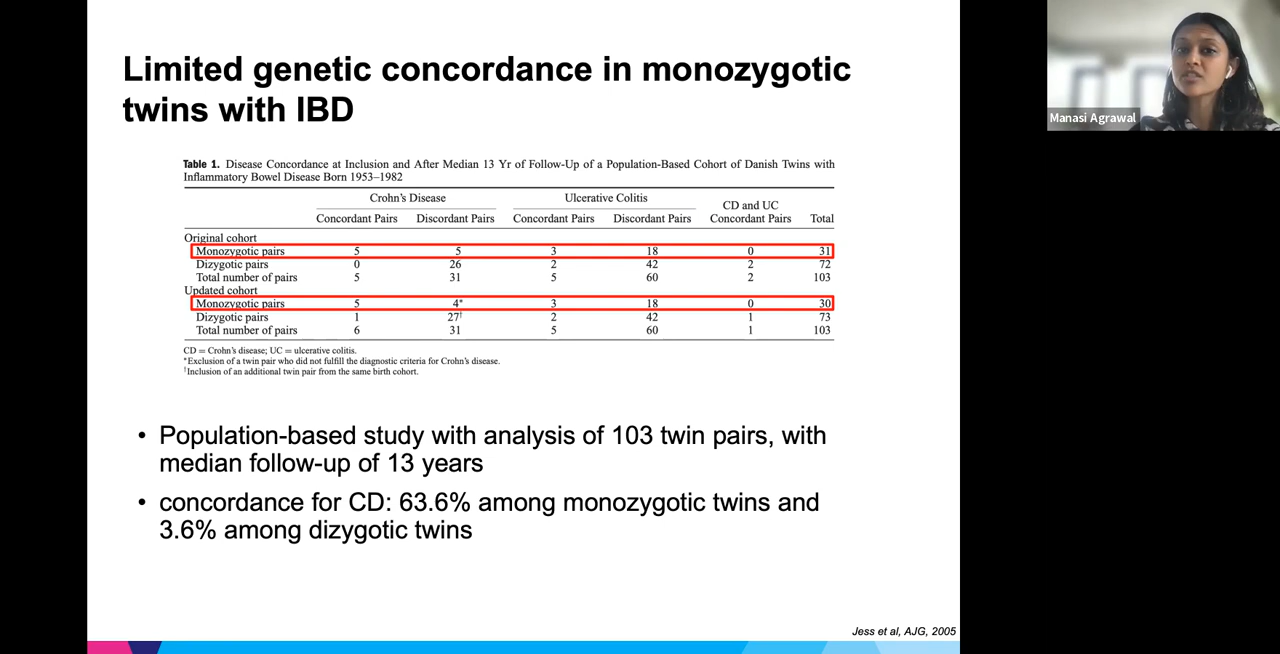 Limited genetic concordance in monozygotic
twins with IBD
Table 1. Disease Concordance at Inclusion and After Median 13 Yr of Follow-Up of a Population-Based Cohort of Danish Twins with
Inflammatory Bowel Disease Born 1953–1982
Crohn's Disease Ulcerative Colitis CD and UC
Concordant Pairs Discordant Pairs Concordant Pairs Discordant Pairs Concordant Pairs Total
Original cohort
Monozygotic pairs 5 5 3 18 0 31
Dizygotic pairs 0 26 2 42 2 72
Total number of pairs 5 31 5 60 2 103
Updated cohort
Monozygotic pairs 5 4* 3 18 0 30
Dizygotic pairs 1 27† 2 42 1 73
Total number of pairs 6 31 5 60 1 103
CD = Crohn's disease; UC = ulcerative colitis.
*Exclusion of a twin pair who did not fulfill the diagnostic criteria for Crohn's disease.
†Inclusion of an additional twin pair from the same birth cohort.
• Population-based study with analysis of 103 twin pairs, with
median follow-up of 13 years
• concordance for CD: 63.6% among monozygotic twins and
3.6% among dizygotic twins
Jess et al, AJG, 2005
Manasi Agrawal